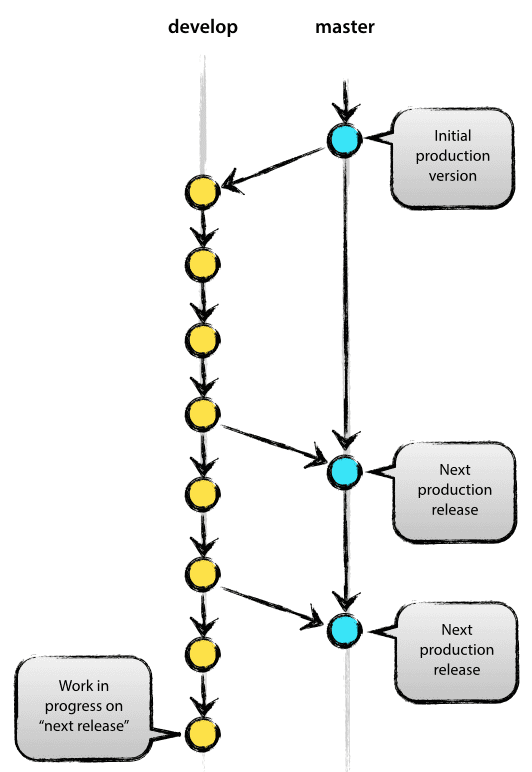 develop
master
Initial
production
version
Next
production
release
Next
production
release
Work in
progress on
“next release”